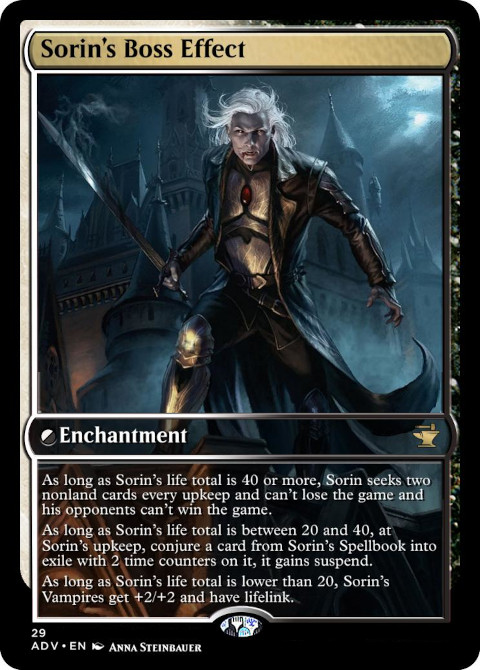 Sorin's Boss Effect
Enchantment
As long as Sorin's life total is 40 or more, Sorin seeks two
nonland cards every upkeep and can't lose the game and
his opponents can't win the game.
As long as Sorin's life total is between 20 and 40, at
Sorin's upkeep, conjure a card from Sorin's Spellbook into
exile with 2 time counters on it, it gains suspend.
As long as Sorin's life total is lower than 20, Sorin's
Vampires get +2/+2 and have lifelink.
29
ADV • EN Anna Steinbauer